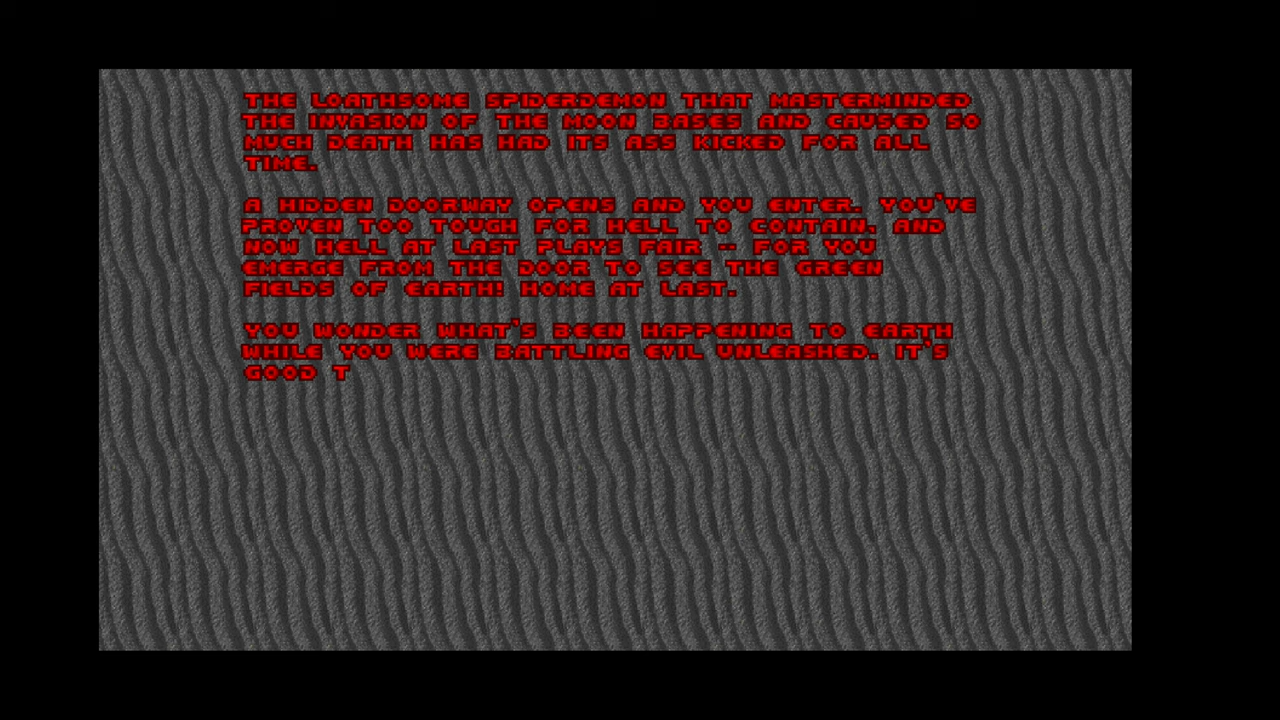 THE LOATHSOME SPIDERDEMON THAT MASTERMINDED
THE INVASION OF THE MOON BASES AND CAUSED SO
MUCH DEATH HAS HAD ITS ASS KICKED FOR ALL
TIME.
A HIDDEN DOORWAY OPENS AND YOU ENTER. YOU'VE
PROVEN TOO TOUGH FOR HELL TO CONTAIN, AND
NOW HELL AT LAST PLAYS FAIR -- FOR YOU
EMERGE FROM THE DOOR TO SEE THE GREEN
FIELDS OF EARTH! HOME AT LAST.
YOU WONDER WHAT'S BEEN HAPPENING TO EARTH
WHILE YOU WERE BATTLING EVIL UNLEASHED. IT'S
GOOD T